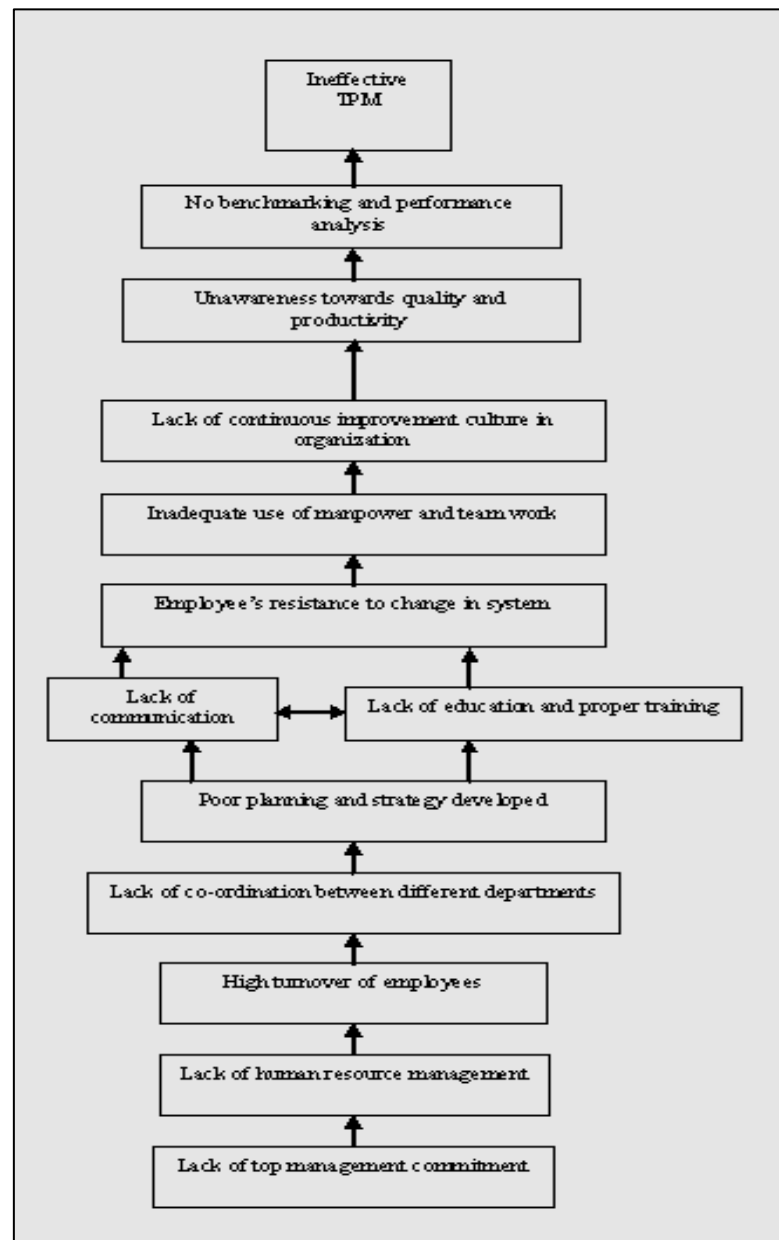 Ineffective
TPM
No benchmarking and performance
analysis
Unawareness towards quality and
productivity
Lack of continuous improvement culture in
organization
Inadequate use of manpower and team work
Employee's resistance to change in system
Lack of
communication
Lack of education and proper training
Poor planning and strategy developed
Lack of co-ordination between different departments
High turnover of employees
Lack of human resource management
Lack of top management commitment